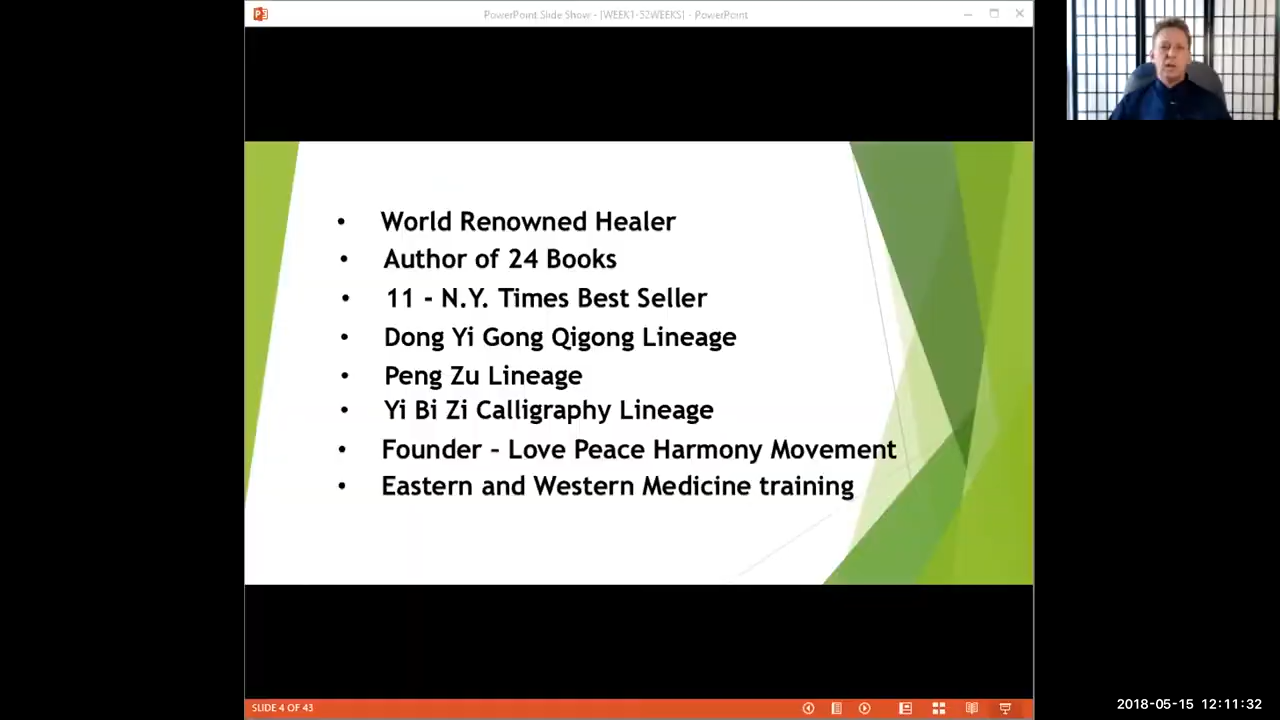 PowerPoint Slide Show - [WEEK1-52WEEKS] - PowerPoint
• World Renowned Healer
• Author of 24 Books
• 11 - N.Y. Times Best Seller
• Dong Yi Gong Qigong Lineage
• Peng Zu Lineage
• Yi Bi Zi Calligraphy Lineage
• Founder – Love Peace Harmony Movement
• Eastern and Western Medicine training
SLIDE 4 OF 43
2018-05-15 12:11:32